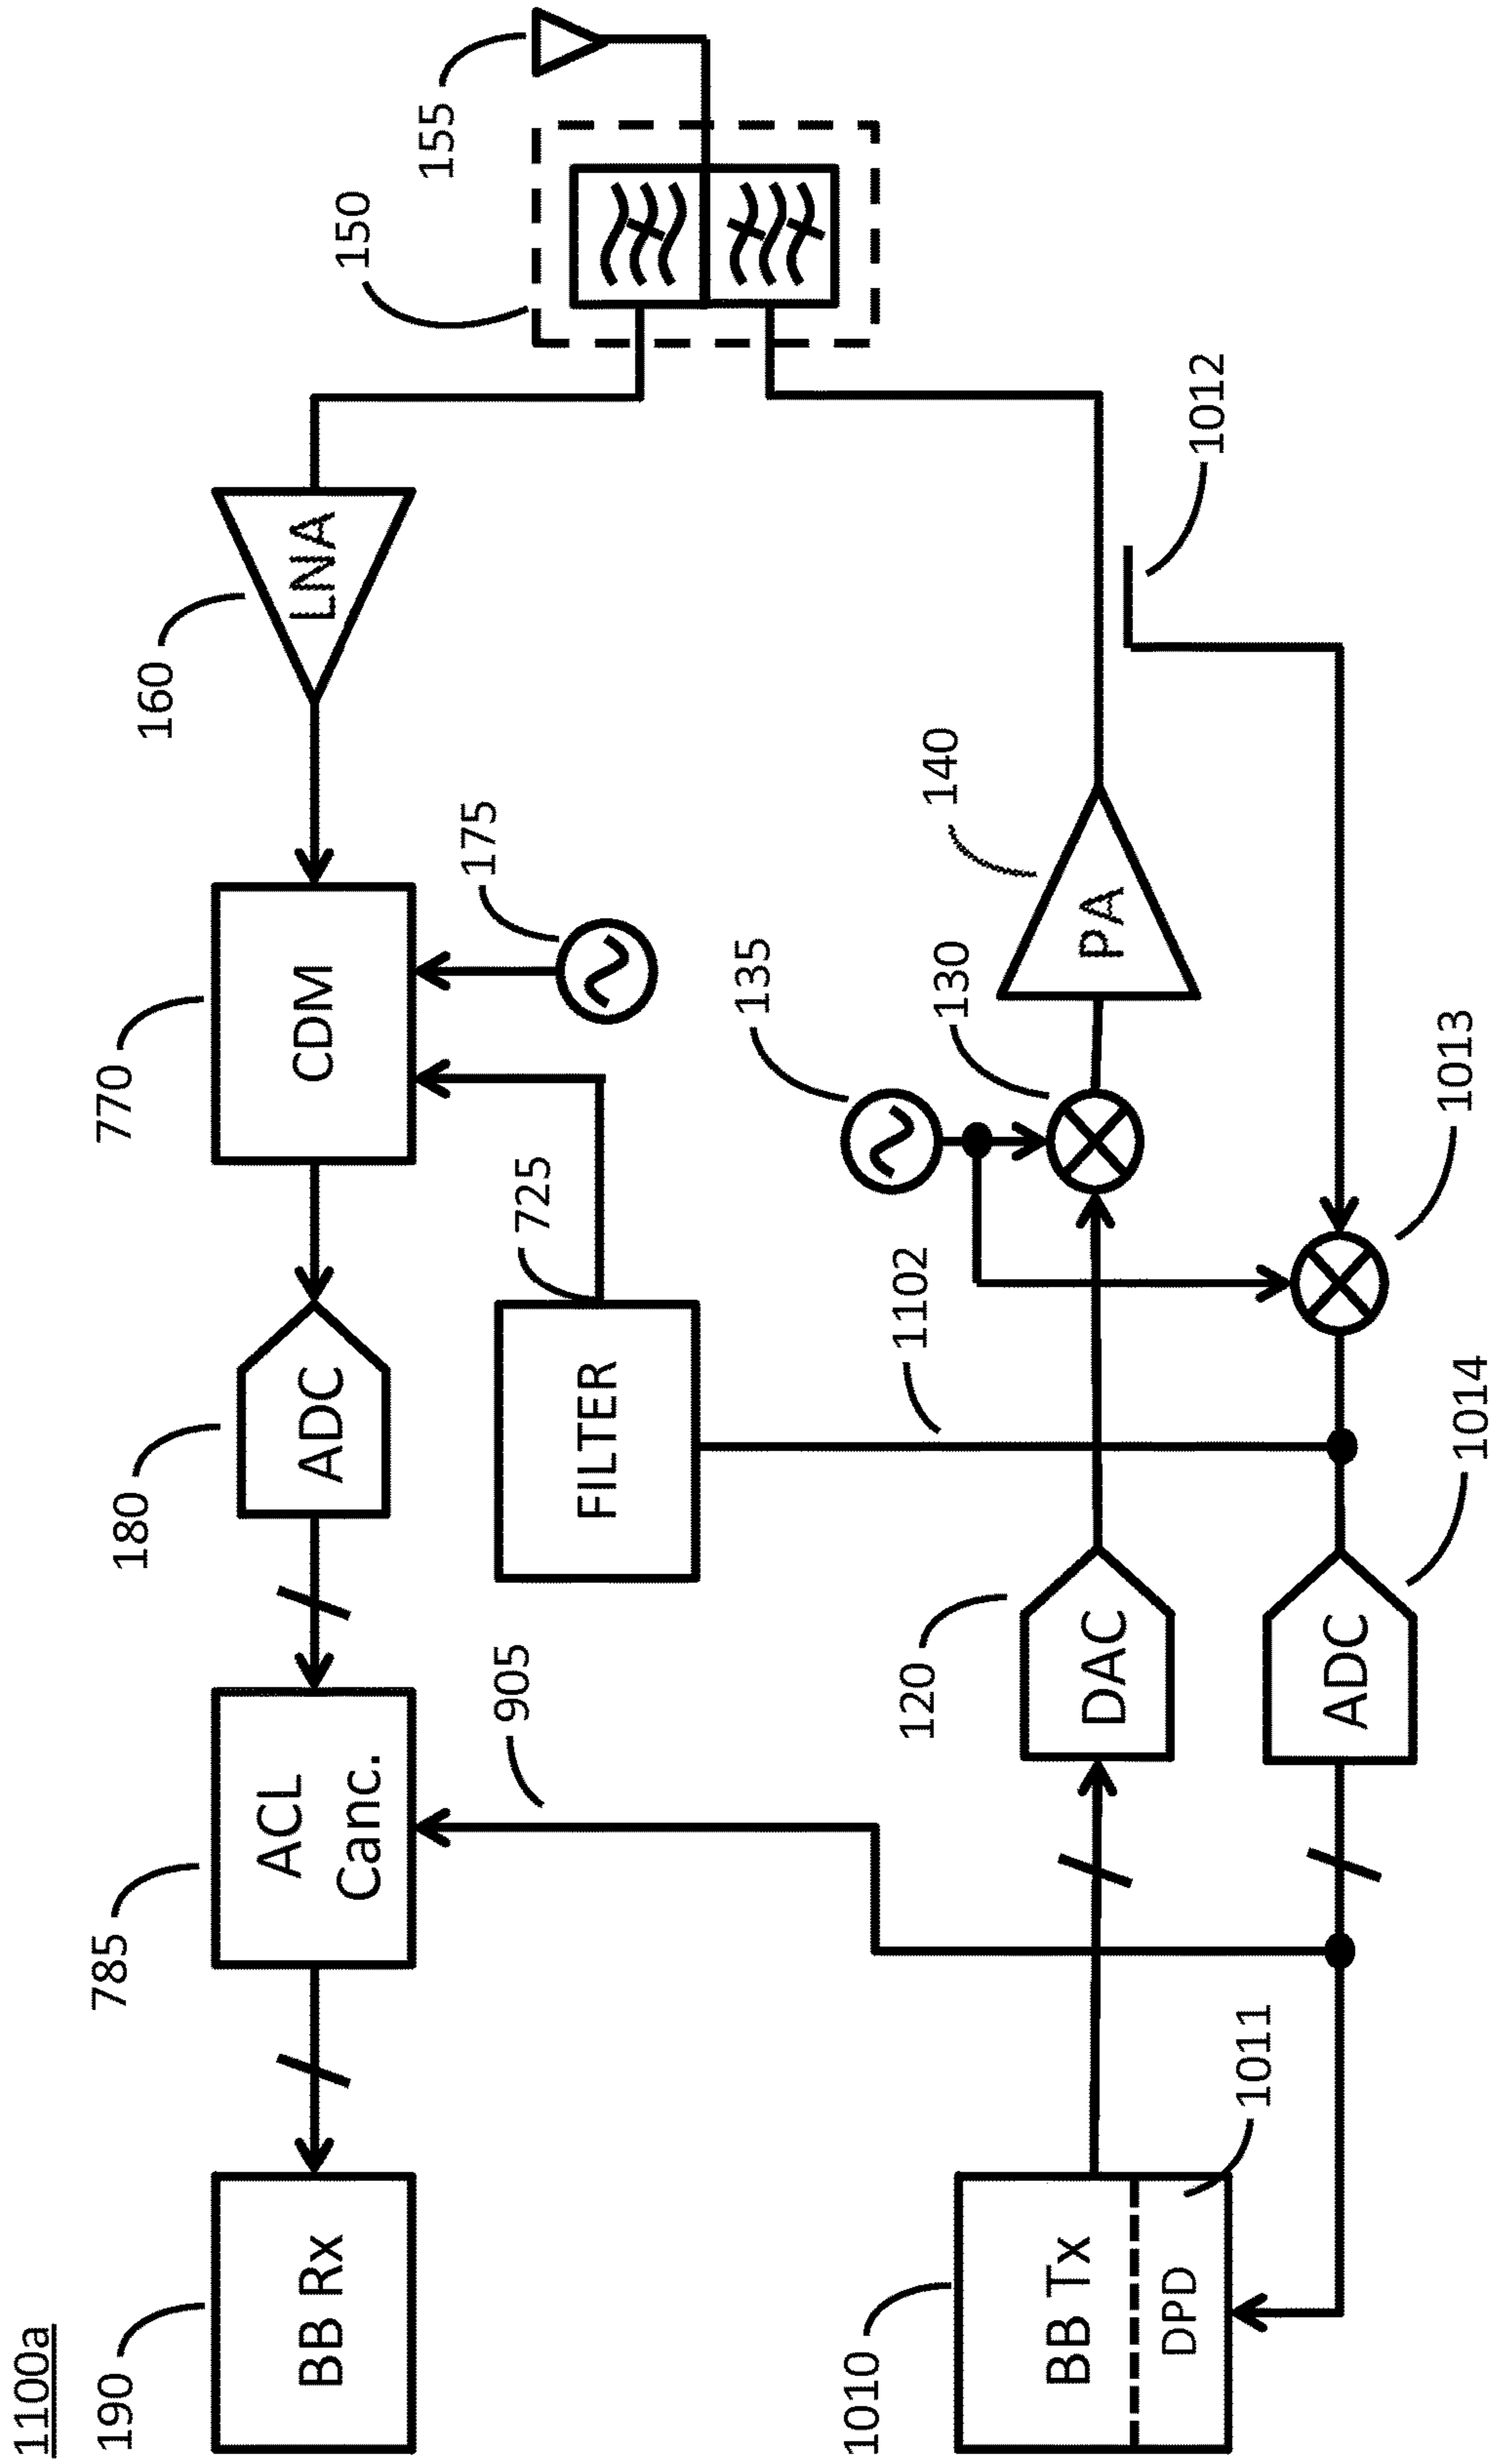 1100a
190
BB Rx
785
ACL
Canc.
180
ADC
770
CDM
160
LNA
150
155
905
FILTER
725
175
1102
135
130
140
PA
1012
1010
BB Tx
DPD
1011
120
DAC
ADC
1014
1013